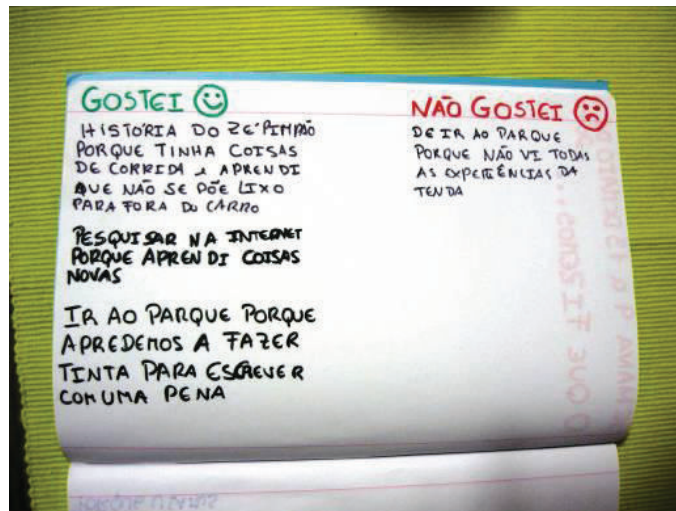 GOSTEI
HISTÓRIA DO ZÉ PIMPÃO
PORQUE TINHA COISAS
DE CORRIDA E APRENDI
QUE NÃO SE PÕE LIXO
PARA FORA DO CARRO
PESQUISAR NA INTERNET
PORQUE APRENDI COISAS
NOVAS
IR AO PARQUE PORQUE
APREDEMOS A FAZER
TINTA PARA ESCREVER
COM UMA PENA
NÃO GOSTEI
DE IR AO PARQUE
PORQUE NÃO VI TODAS
AS EXPERIÊNCIAS DA
TENDA